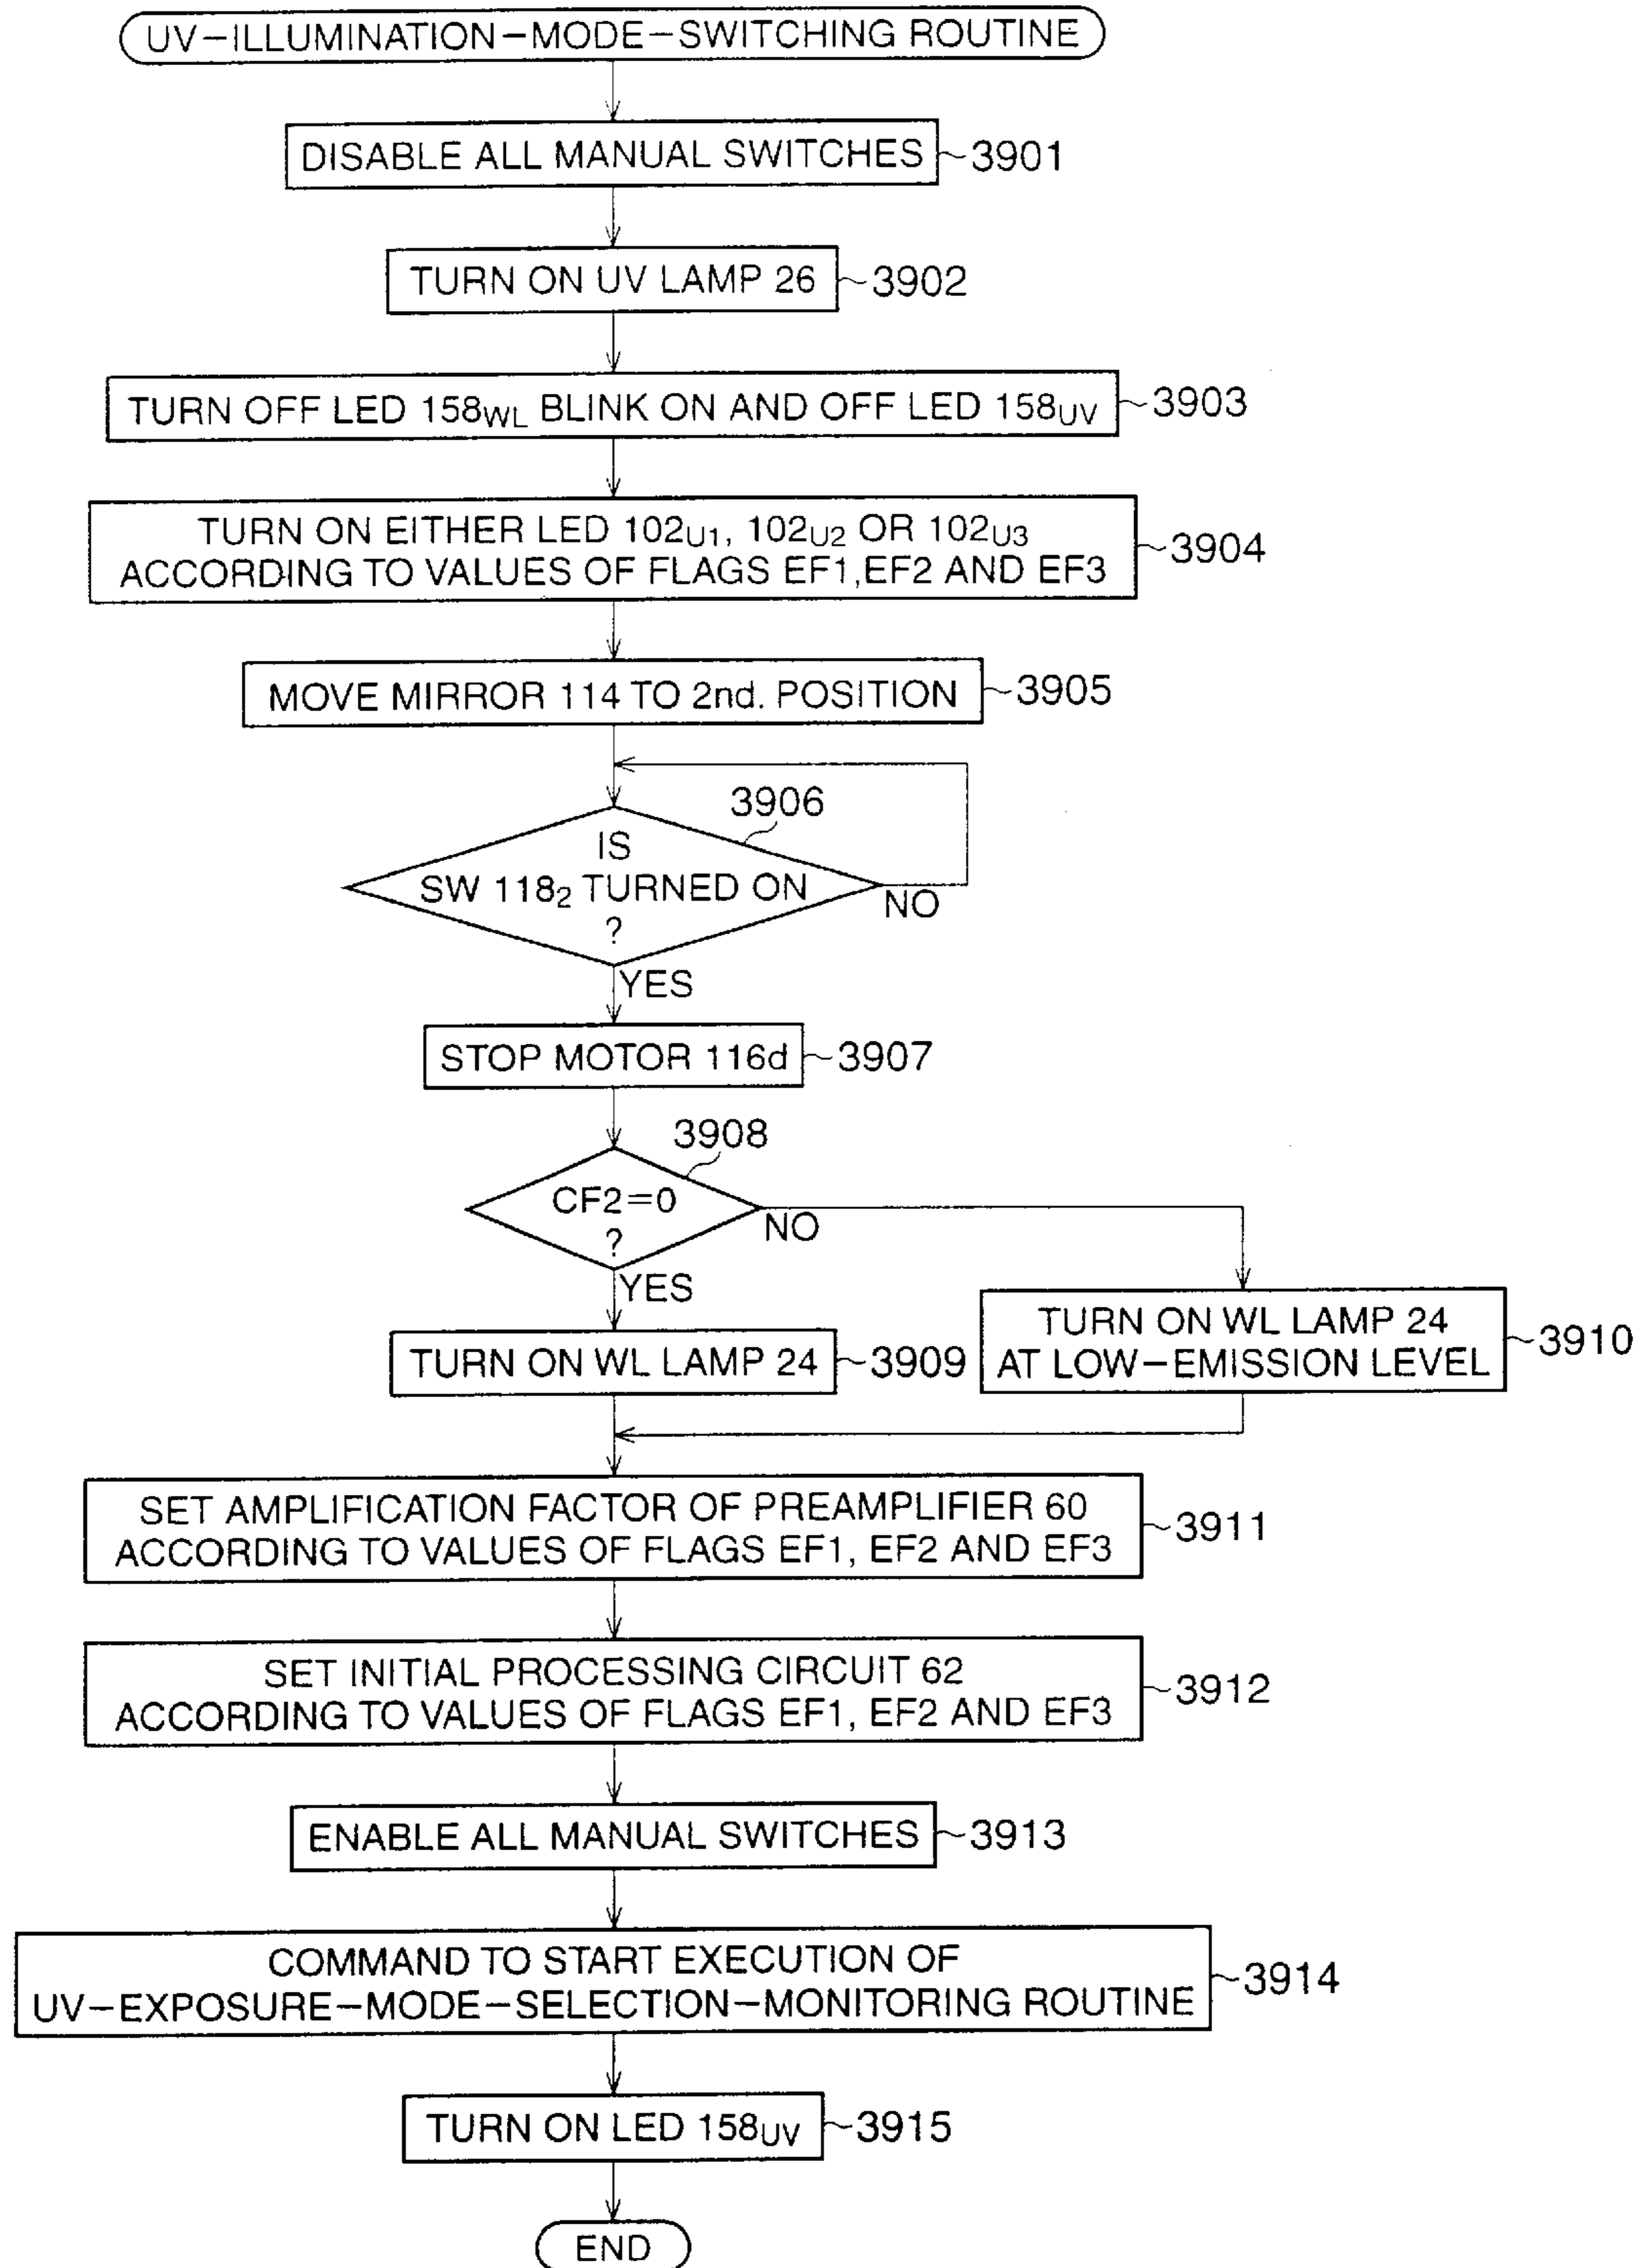 UV-ILLUMINATION-MODE-SWITCHING ROUTINE
DISABLE ALL MANUAL SWITCHES
3901
TURN ON UV LAMP 26
3902
TURN OFF LED 158WL BLINK ON AND OFF LED 158UV
3903
TURN ON EITHER LED 102U1, 102U2 OR 102U3
ACCORDING TO VALUES OF FLAGS EF1,EF2 AND EF3
3904
MOVE MIRROR 114 TO 2nd. POSITION
3905
3906
IS
SW 1182 TURNED ON
?
NO
YES
STOP MOTOR 116d
3907
3908
CF2=0
?
NO
YES
TURN ON WL LAMP 24
3909
TURN ON WL LAMP 24
AT LOW-EMISSION LEVEL
3910
SET AMPLIFICATION FACTOR OF PREAMPLIFIER 60
ACCORDING TO VALUES OF FLAGS EF1, EF2 AND EF3
3911
SET INITIAL PROCESSING CIRCUIT 62
ACCORDING TO VALUES OF FLAGS EF1, EF2 AND EF3
3912
ENABLE ALL MANUAL SWITCHES
3913
COMMAND TO START EXECUTION OF
UV-EXPOSURE-MODE-SELECTION-MONITORING ROUTINE
3914
TURN ON LED 158UV
3915
END